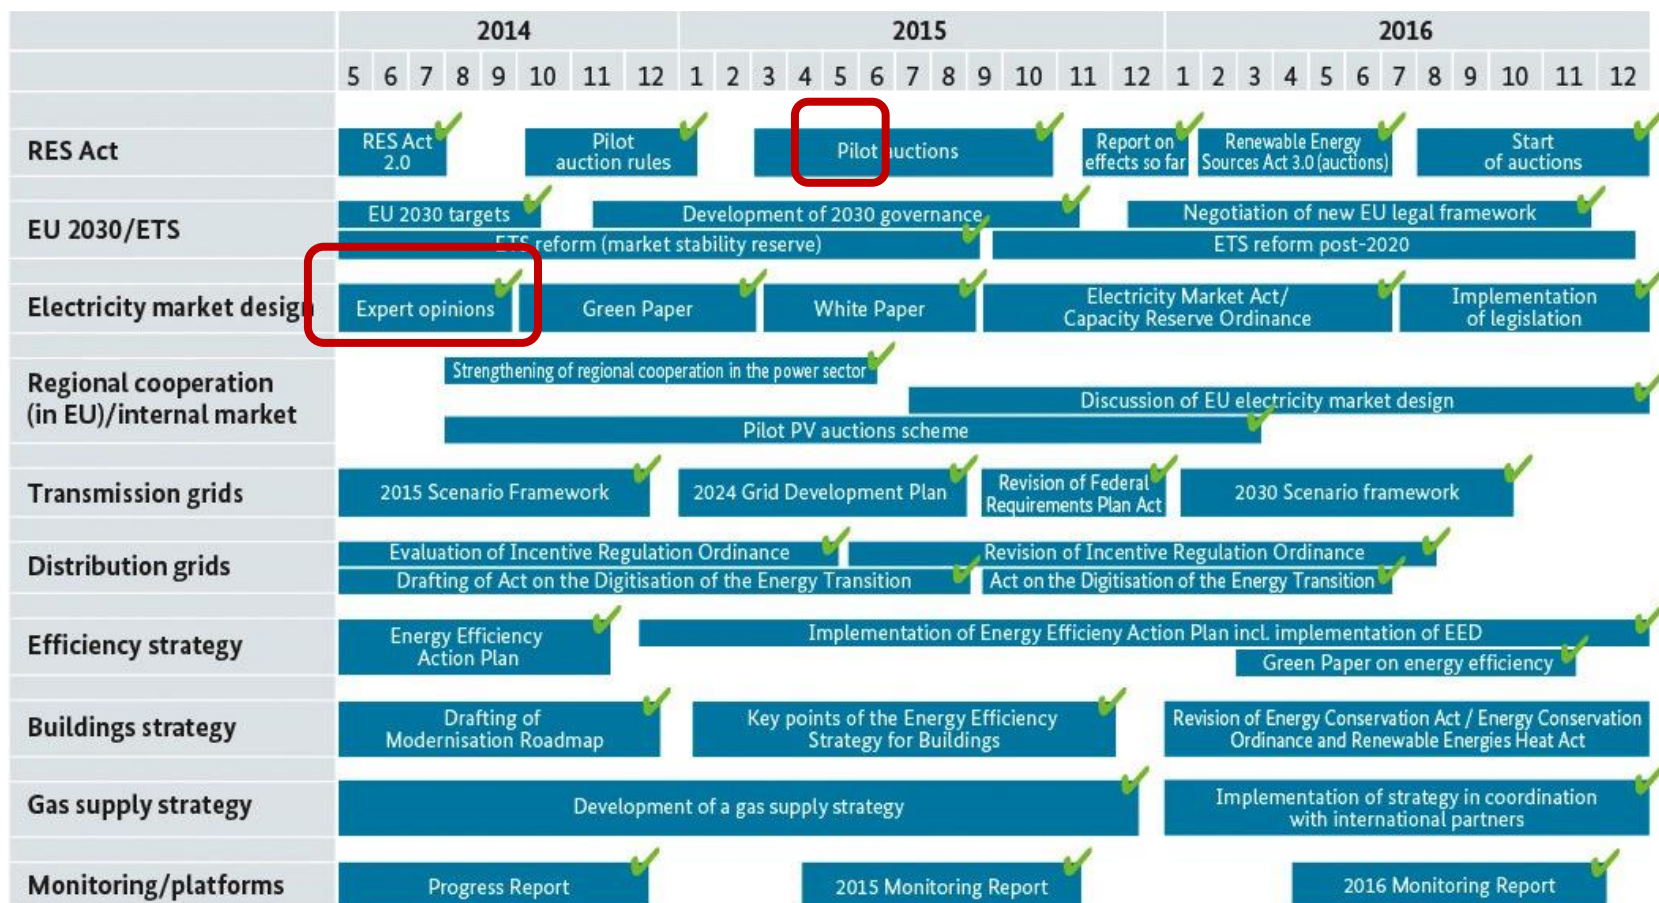 2014 2015 2016
5 6 7 8 9 10 11 12 1 2 3 4 5 6 7 8 9 10 11 12 1 2 3 4 5 6 7 8 9 10 11 12
RES Act
RES Act
2.0
Pilot
auction rules
Pilot auctions
Report on
effects so far
Renewable Energy
Sources Act 3.0 (auctions)
Start
of auctions
EU 2030/ETS
EU 2030 targets
Development of 2030 governance
Negotiation of new EU legal framework
ETS reform (market stability reserve)
ETS reform post-2020
Electricity market design
Expert opinions
Green Paper
White Paper
Electricity Market Act/
Capacity Reserve Ordinance
Implementation
of legislation
Regional cooperation
(in EU)/internal market
Strengthening of regional cooperation in the power sector
Discussion of EU electricity market design
Pilot PV auctions scheme
Transmission grids
2015 Scenario Framework
2024 Grid Development Plan
Revision of Federal
Requirements Plan Act
2030 Scenario framework
Distribution grids
Evaluation of Incentive Regulation Ordinance
Revision of Incentive Regulation Ordinance
Drafting of Act on the Digitisation of the Energy Transition
Act on the Digitisation of the Energy Transition
Efficiency strategy
Energy Efficiency
Action Plan
Implementation of Energy Efficieny Action Plan incl. implementation of EED
Green Paper on energy efficiency
Buildings strategy
Drafting of
Modernisation Roadmap
Key points of the Energy Efficiency
Strategy for Buildings
Revision of Energy Conservation Act / Energy Conservation
Ordinance and Renewable Energies Heat Act
Gas supply strategy
Development of a gas supply strategy
Implementation of strategy in coordination
with international partners
Monitoring/platforms
Progress Report
2015 Monitoring Report
2016 Monitoring Report